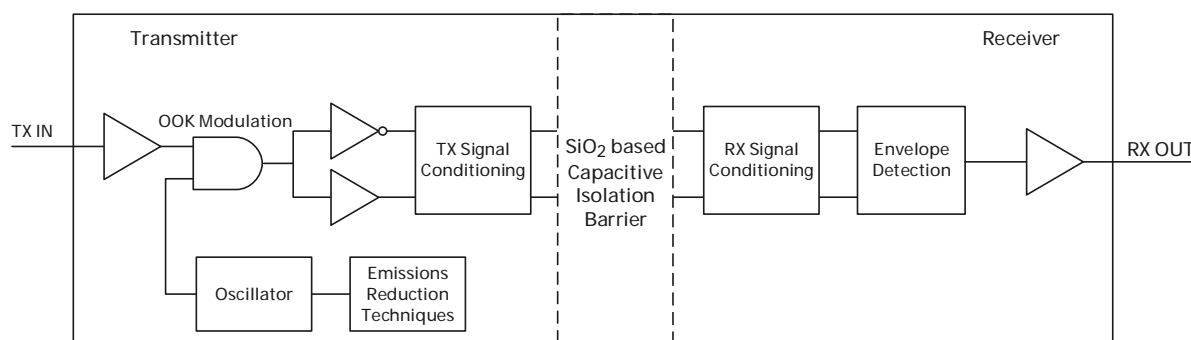 Transmitter
Receiver
TX IN
OOK Modulation
TX Signal
Conditioning
SiO₂ based
Capacitive
Isolation
Barrier
RX Signal
Conditioning
Envelope
Detection
RX OUT
Oscillator
Emissions
Reduction
Techniques